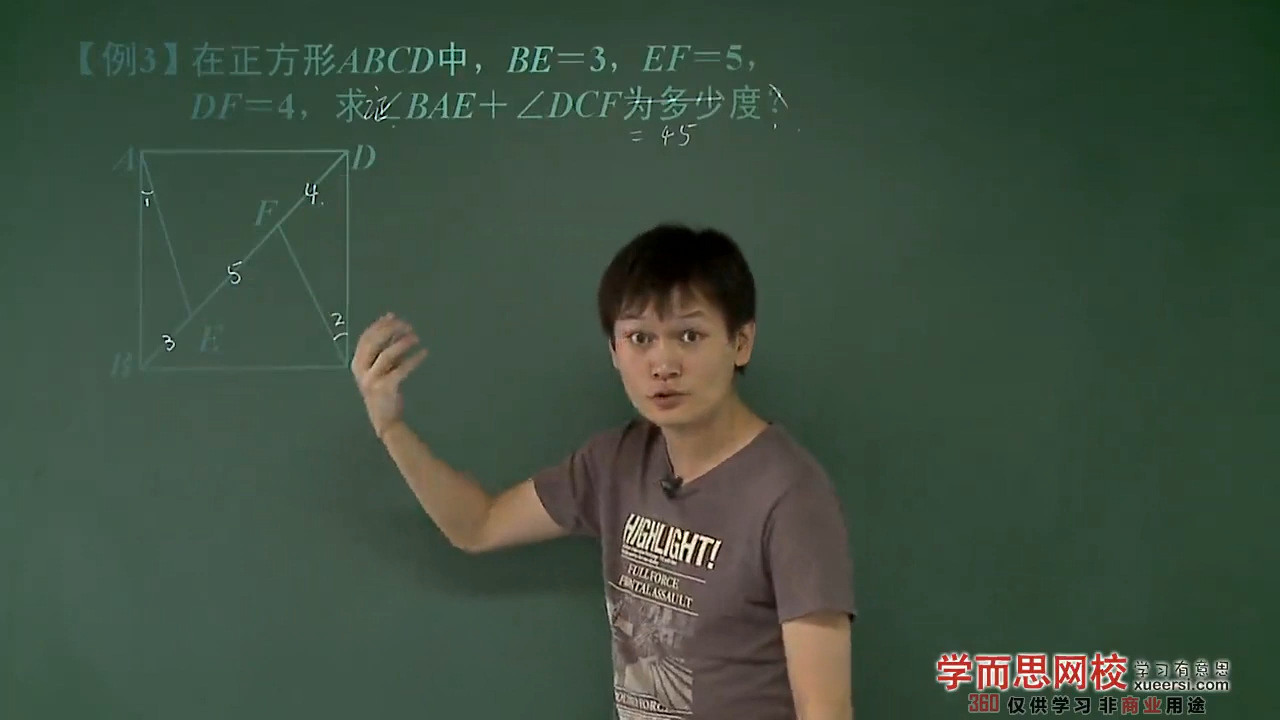 【例3】在正方形ABCD中，BE＝3，EF＝5，
DF＝4，求证∠BAE＋∠DCF为多少度？
= 45
A
D
1
4
F
5
2
3
E
B
HIGHLIGHT!
FULL FORCE
FRONTAL ASSAULT
学而思网校 学习有意思
xueersi.com
360 仅供学习 非商业用途